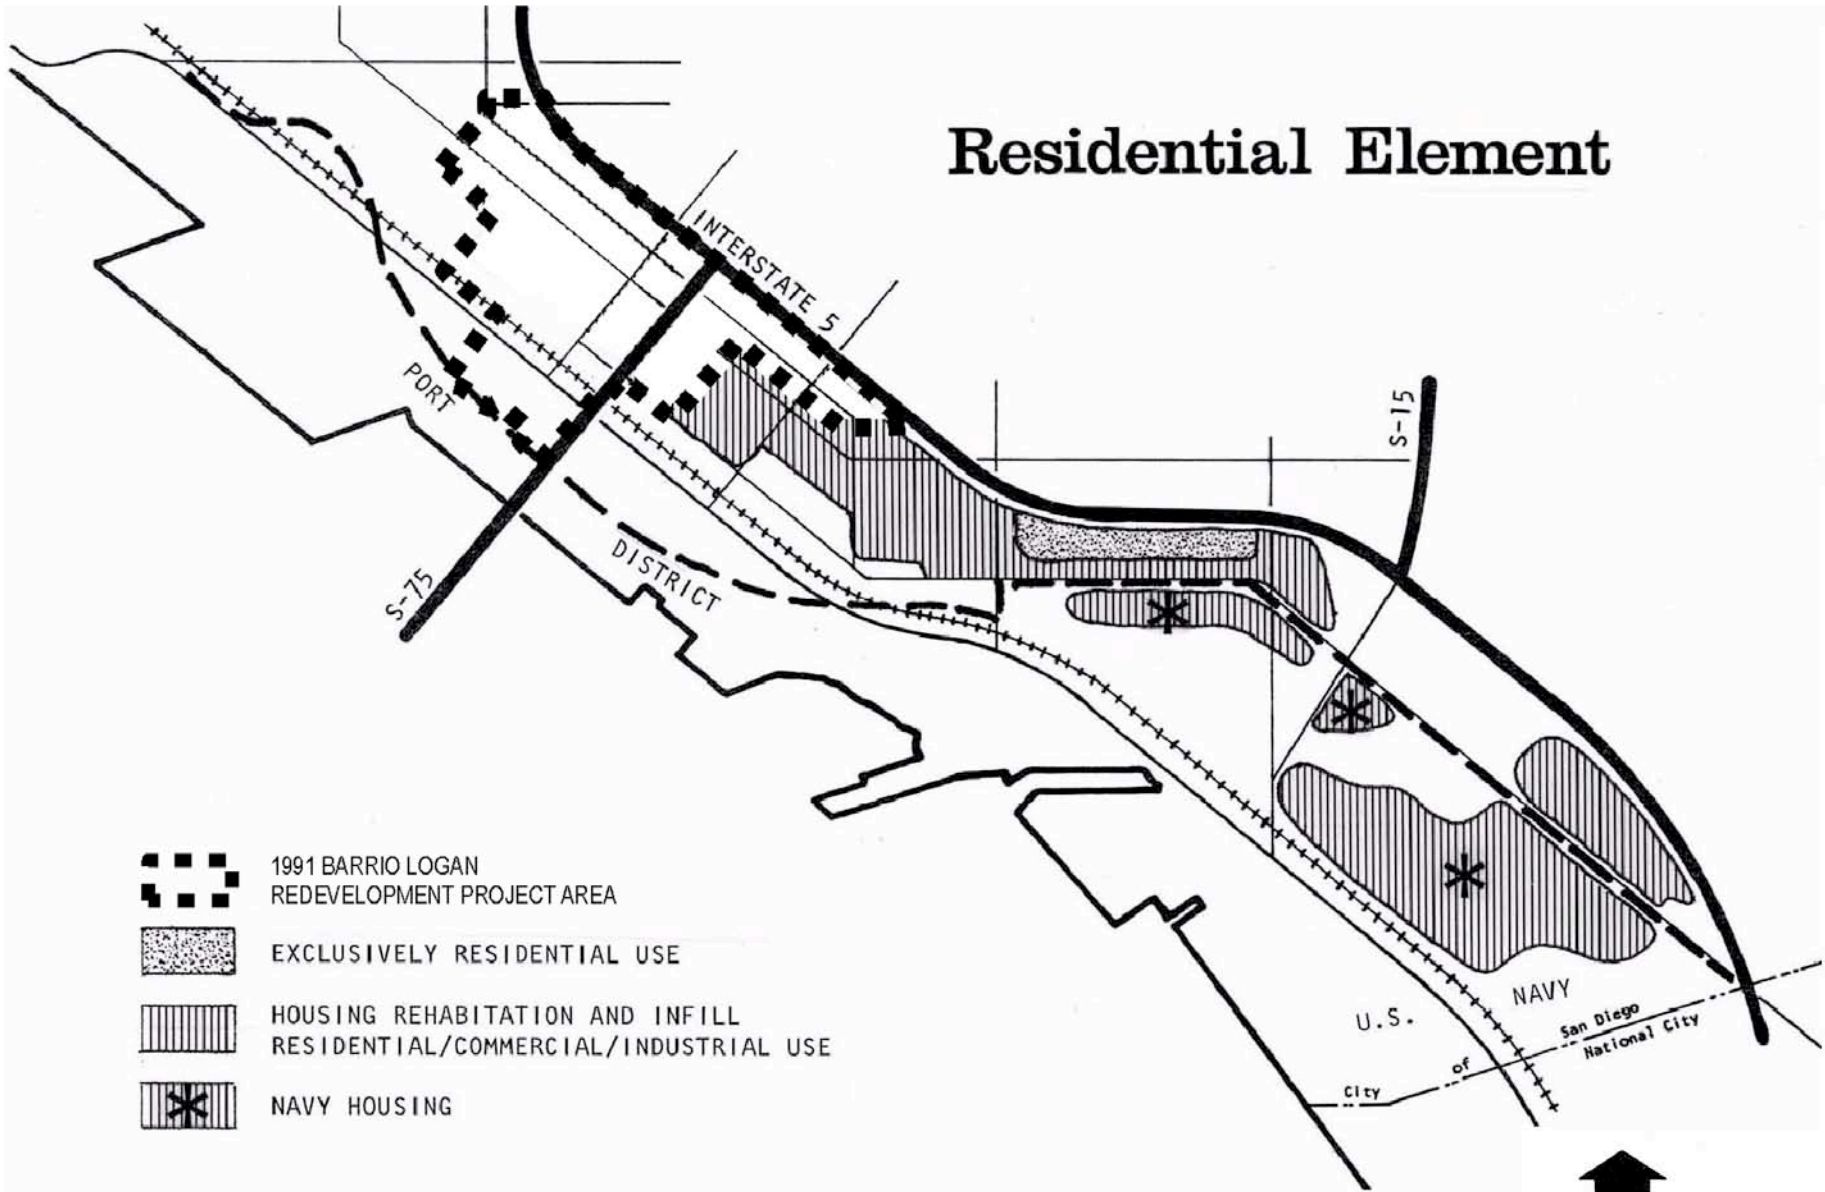 Residential Element
INTERSTATE 5
S-15
PORT
DISTRICT
S-75
1991 BARRIO LOGAN
REDEVELOPMENT PROJECT AREA
EXCLUSIVELY RESIDENTIAL USE
HOUSING REHABITATION AND INFILL
RESIDENTIAL/COMMERCIAL/INDUSTRIAL USE
NAVY HOUSING
U.S. NAVY
City of San Diego
National City